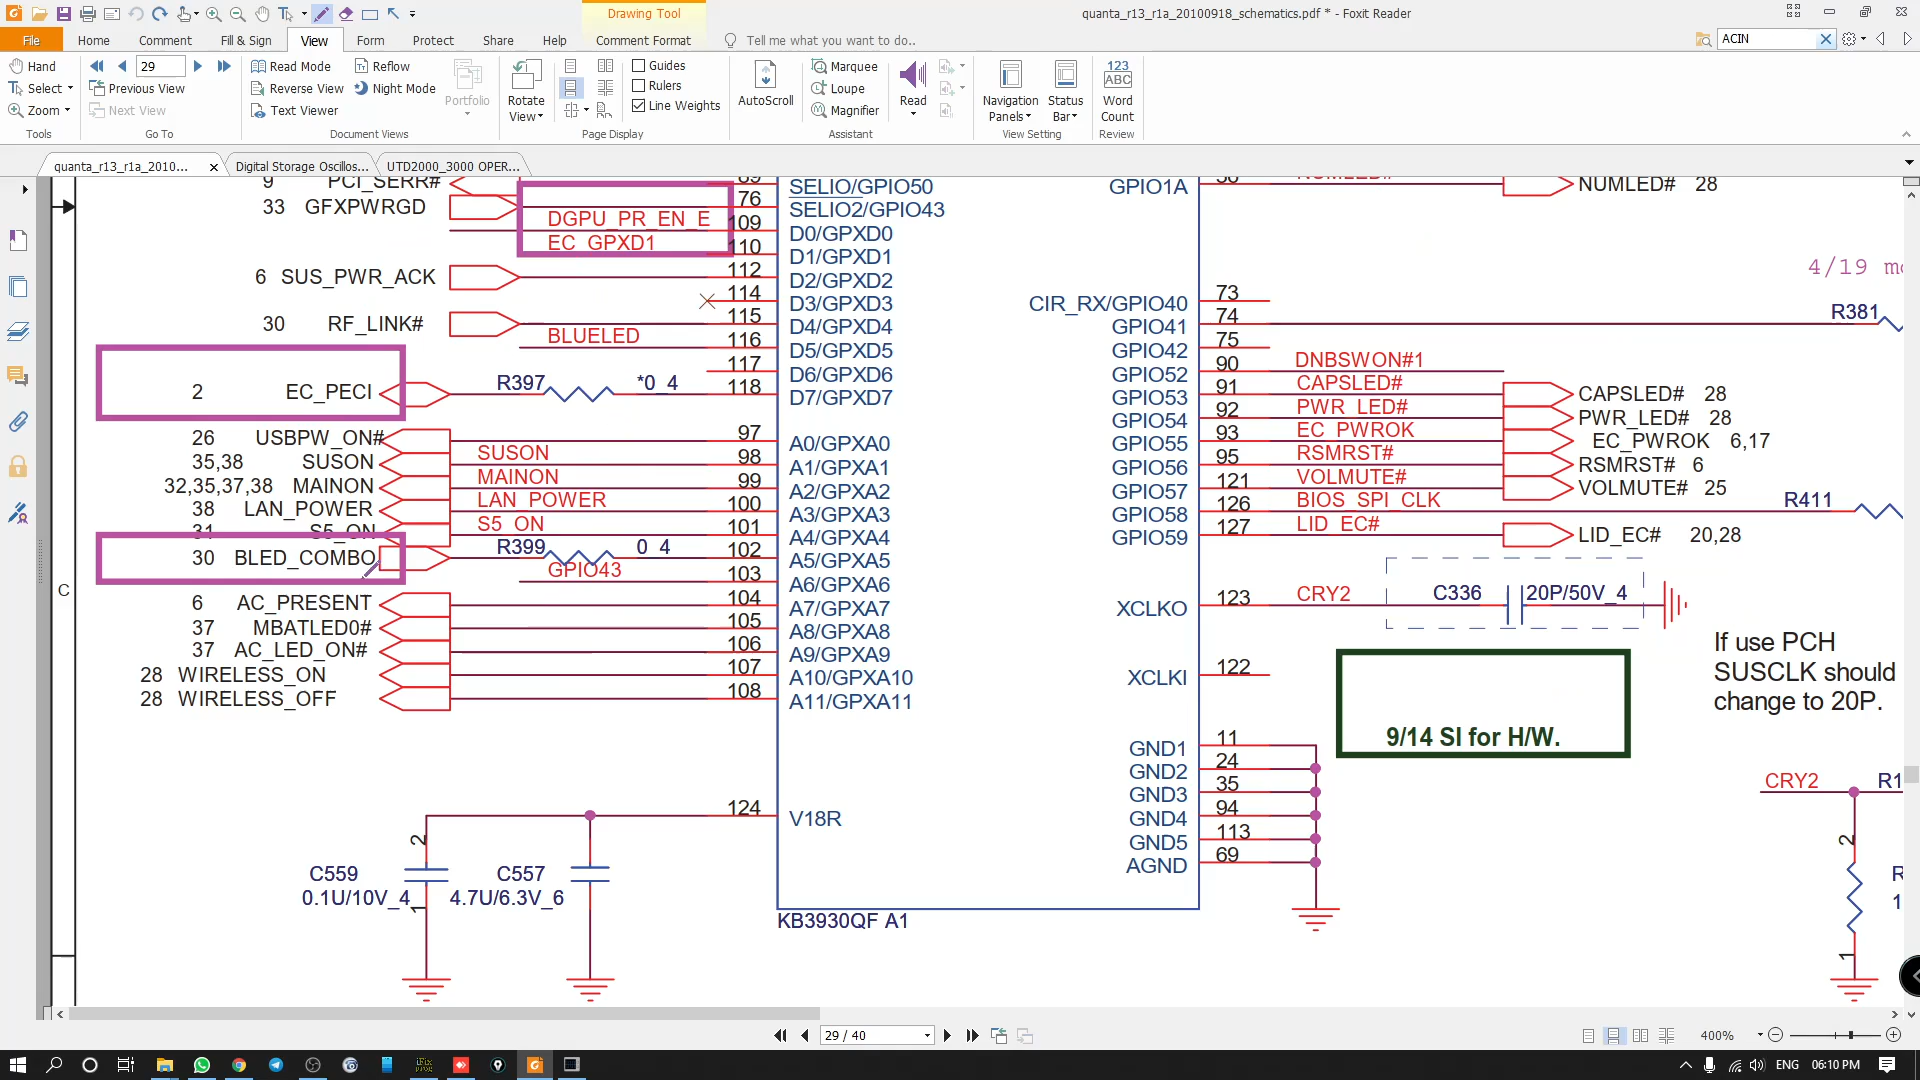 quanta_r13_r1a_20100918_schematics.pdf * - Foxit Reader
Drawing Tool
File Home Comment Fill & Sign View Form Protect Share Help Comment Format Tell me what you want to do.. ACIN
Hand 29 Read Mode Reflow Guides Marquee
Select Previous View Reverse View Night Mode Rulers Loupe
Zoom Next View Text Viewer Line Weights Magnifier
Portfolio Rotate View AutoScroll Read Navigation Panels Status Bar 123 ABC Word Count
Tools Go To Document Views Page Display Assistant View Setting Review
quanta_r13_r1a_2010... Digital Storage Oscillos... UTD2000_3000 OPER...
9 PCI_SERR# 69 SELIO/GPIO50 GPIO1A 36 NUMLED# NUMLED# 28
33 GFXPWRGD 76 SELIO2/GPIO43
DGPU_PR_EN_E 109 D0/GPXD0
EC_GPXD1 110 D1/GPXD1
6 SUS_PWR_ACK 112 D2/GPXD2 4/19
114 D3/GPXD3 CIR_RX/GPIO40 73
30 RF_LINK# 115 D4/GPXD4 GPIO41 74 R381
BLUELED 116 D5/GPXD5 GPIO42 75
117 D6/GPXD6 GPIO52 90 DNBSWON#1
2 EC_PECI R397 *0_4 118 D7/GPXD7 GPIO53 91 CAPSLED# CAPSLED# 28
GPIO54 92 PWR_LED# PWR_LED# 28
26 USBPW_ON# 97 A0/GPXA0 GPIO55 93 EC_PWROK EC_PWROK 6,17
35,38 SUSON SUSON 98 A1/GPXA1 GPIO56 95 RSMRST# RSMRST# 6
32,35,37,38 MAINON MAINON 99 A2/GPXA2 GPIO57 121 VOLMUTE# VOLMUTE# 25
38 LAN_POWER LAN_POWER 100 A3/GPXA3 GPIO58 126 BIOS_SPI_CLK R411
31 S5_ON S5_ON 101 A4/GPXA4 GPIO59 127 LID_EC# LID_EC# 20,28
30 BLED_COMBO R399 0_4 102 A5/GPXA5
GPIO43 103 A6/GPXA6
C
6 AC_PRESENT 104 A7/GPXA7 XCLKO 123 CRY2 C336 20P/50V_4
37 MBATLED0# 105 A8/GPXA8
37 AC_LED_ON# 106 A9/GPXA9
28 WIRELESS_ON 107 A10/GPXA10 XCLKI 122
28 WIRELESS_OFF 108 A11/GPXA11
If use PCH
SUSCLK should
change to 20P.
9/14 SI for H/W.
GND1 11
GND2 24
GND3 35
GND4 94
GND5 113
AGND 69
CRY2 R1
124 V18R
2
C559 C557
0.1U/10V_4 4.7U/6.3V_6
1
2
1
KB3930QF A1
29 / 40 400%
ENG 06:10 PM